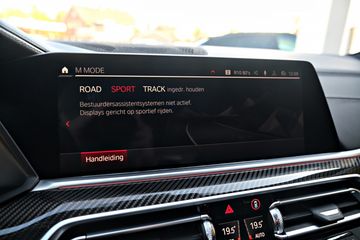 M MODE
ROAD SPORT TRACK ingedr. houden
Bestuurdersassistentsystemen niet actief.
Displays gericht op sportief rijden.
Handleiding
19.5 19.5